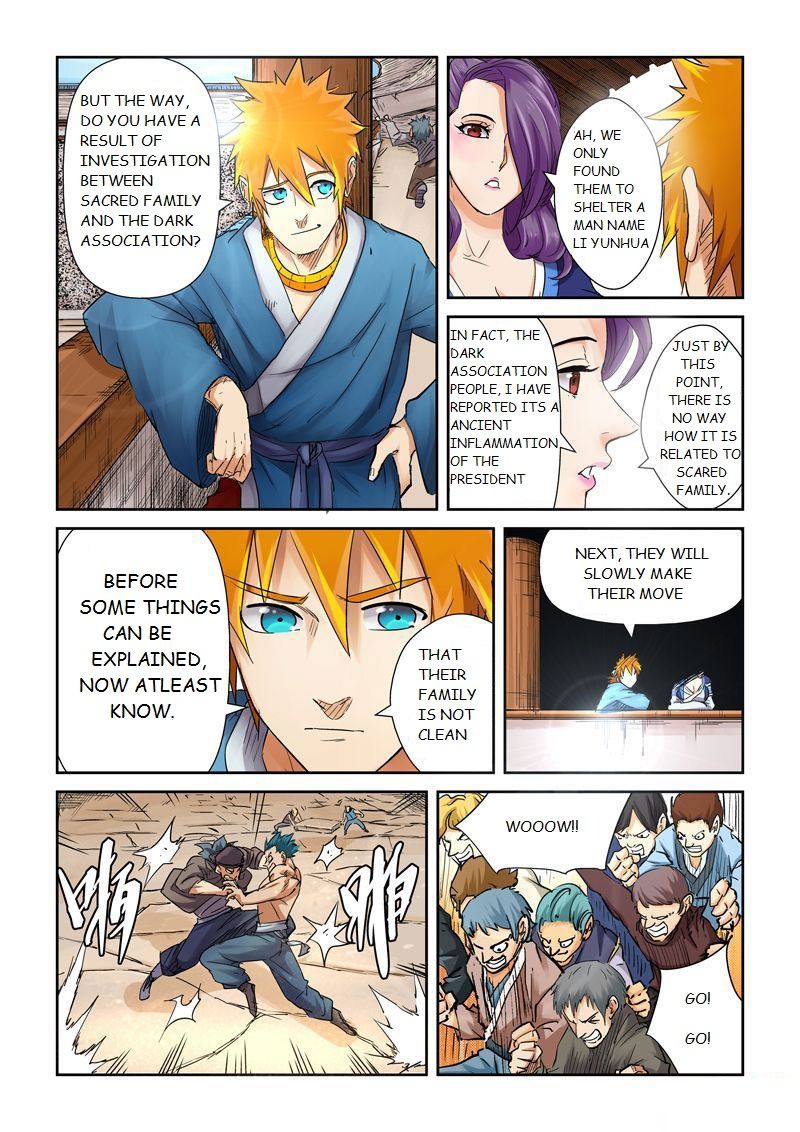 BUT THE WAY,
DO YOU HAVE A
RESULT OF
INVESTIGATION
BETWEEN
SACRED FAMILY
AND THE DARK
ASSOCIATION?
AH, WE
ONLY
FOUND
THEM TO
SHELTER A
MAN NAME
LI YUNHUA
IN FACT, THE
DARK
ASSOCIATION
PEOPLE, I HAVE
REPORTED ITS A
ANCIENT
INFLAMMATION
OF THE
PRESIDENT
JUST BY
THIS
POINT,
THERE IS
NO WAY
HOW IT IS
RELATED TO
SCARED
FAMILY.
BEFORE
SOME THINGS
CAN BE
EXPLAINED,
NOW ATLEAST
KNOW.
THAT
THEIR
FAMILY
IS NOT
CLEAN
NEXT, THEY WILL
SLOWLY MAKE
THEIR MOVE
啪
啪
WOOOW!!
GO!
GO!